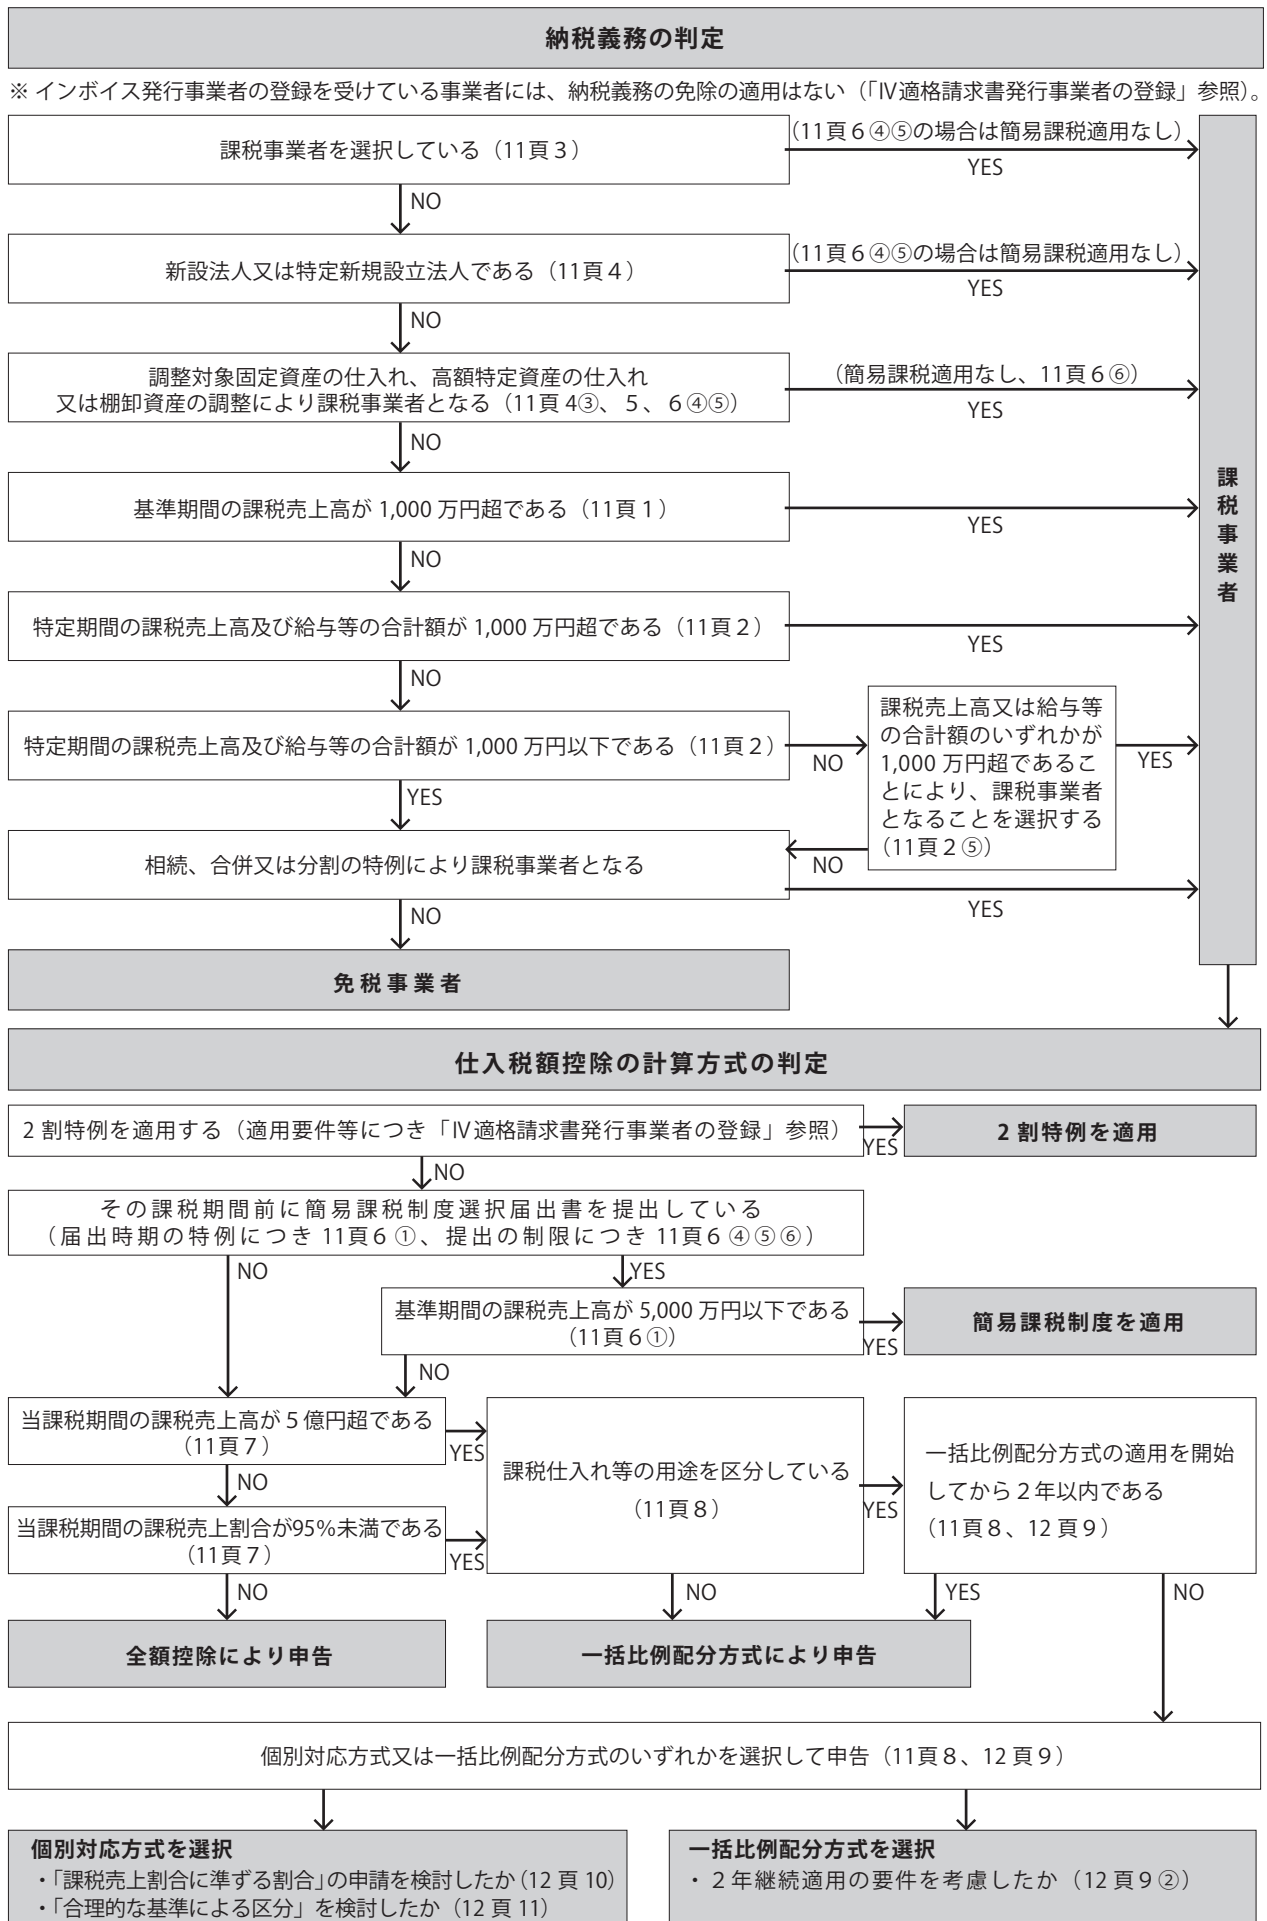 納税義務の判定
※ インボイス発行事業者の登録を受けている事業者には、納税義務の免除の適用はない（「Ⅳ適格請求書発行事業者の登録」参照）。
課税事業者を選択している（11頁３）
（11頁６④⑤の場合は簡易課税適用なし）
YES
NO
新設法人又は特定新規設立法人である（11頁４）
（11頁６④⑤の場合は簡易課税適用なし）
YES
NO
調整対象固定資産の仕入れ、高額特定資産の仕入れ
又は棚卸資産の調整により課税事業者となる（11頁 4③、５、６④⑤）
（簡易課税適用なし、11頁６⑥）
YES
NO
基準期間の課税売上高が 1,000 万円超である（11頁１）
YES
NO
特定期間の課税売上高及び給与等の合計額が 1,000 万円超である（11頁２）
YES
NO
特定期間の課税売上高及び給与等の合計額が 1,000 万円以下である（11頁２）
NO
課税売上高又は給与等
の合計額のいずれかが
1,000 万円超であるこ
とにより、課税事業者
となることを選択する
（11頁２⑤）
YES
YES
NO
相続、合併又は分割の特例により課税事業者となる
YES
NO
課税事業者
免税事業者
仕入税額控除の計算方式の判定
2 割特例を適用する（適用要件等につき「Ⅳ適格請求書発行事業者の登録」参照）
YES
2 割特例を適用
NO
その課税期間前に簡易課税制度選択届出書を提出している
（届出時期の特例につき 11頁６①、提出の制限につき 11頁６④⑤⑥）
NO
YES
基準期間の課税売上高が 5,000 万円以下である
（11頁６①）
YES
簡易課税制度を適用
NO
当課税期間の課税売上高が５億円超である
（11頁７）
YES
NO
当課税期間の課税売上割合が95%未満である
（11頁７）
YES
NO
課税仕入れ等の用途を区分している
（11頁８）
YES
NO
一括比例配分方式の適用を開始
してから２年以内である
（11頁８、12 頁９）
YES
NO
全額控除により申告
一括比例配分方式により申告
個別対応方式又は一括比例配分方式のいずれかを選択して申告（11頁８、12 頁９）
個別対応方式を選択
・「課税売上割合に準ずる割合」の申請を検討したか（12 頁 10）
・「合理的な基準による区分」を検討したか（12 頁 11）
一括比例配分方式を選択
・２年継続適用の要件を考慮したか（12 頁９②）